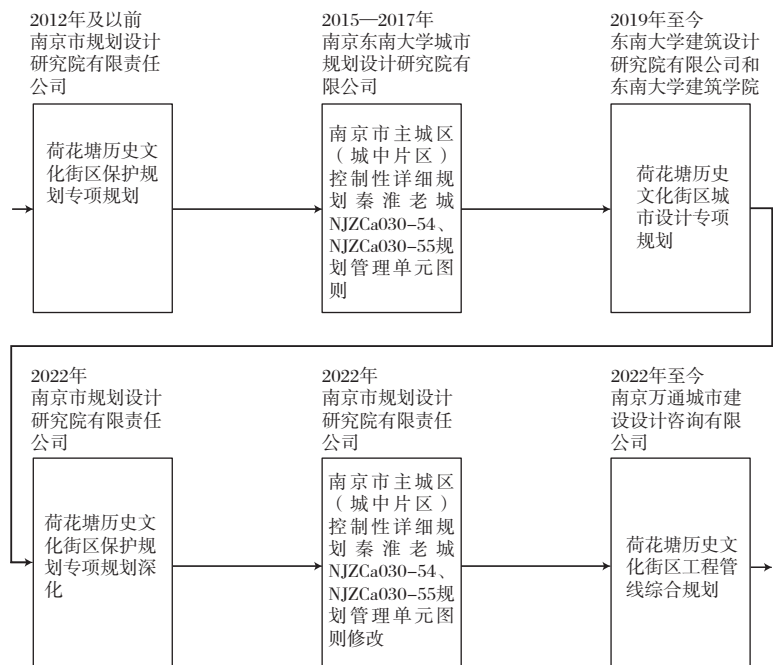 2012年及以前
南京市规划设计
研究院有限责任
公司
荷花塘历史文
化街区保护规
划专项规划
2015—2017年
南京东南大学城市
规划设计研究院有
限公司
南京市主城区
（城中片区）
控制性详细规
划秦淮老城
NJZCa030–54、
NJZCa030–55规
划管理单元图
则
2019年至今
东南大学建筑设计
研究院有限公司和
东南大学建筑学院
荷花塘历史
文化街区城
市设计专项
规划
2022年
南京市规划设计
研究院有限责任
公司
荷花塘历史文
化街区保护规
划专项规划深
化
2022年
南京市规划设计
研究院有限责任
公司
南京市主城区
（城中片区）
控制性详细规
划秦淮老城
NJZCa030–54、
NJZCa030–55规
划管理单元图
则修改
2022年至今
南京万通城市建
设设计咨询有限
公司
荷花塘历史文
化街区工程管
线综合规划